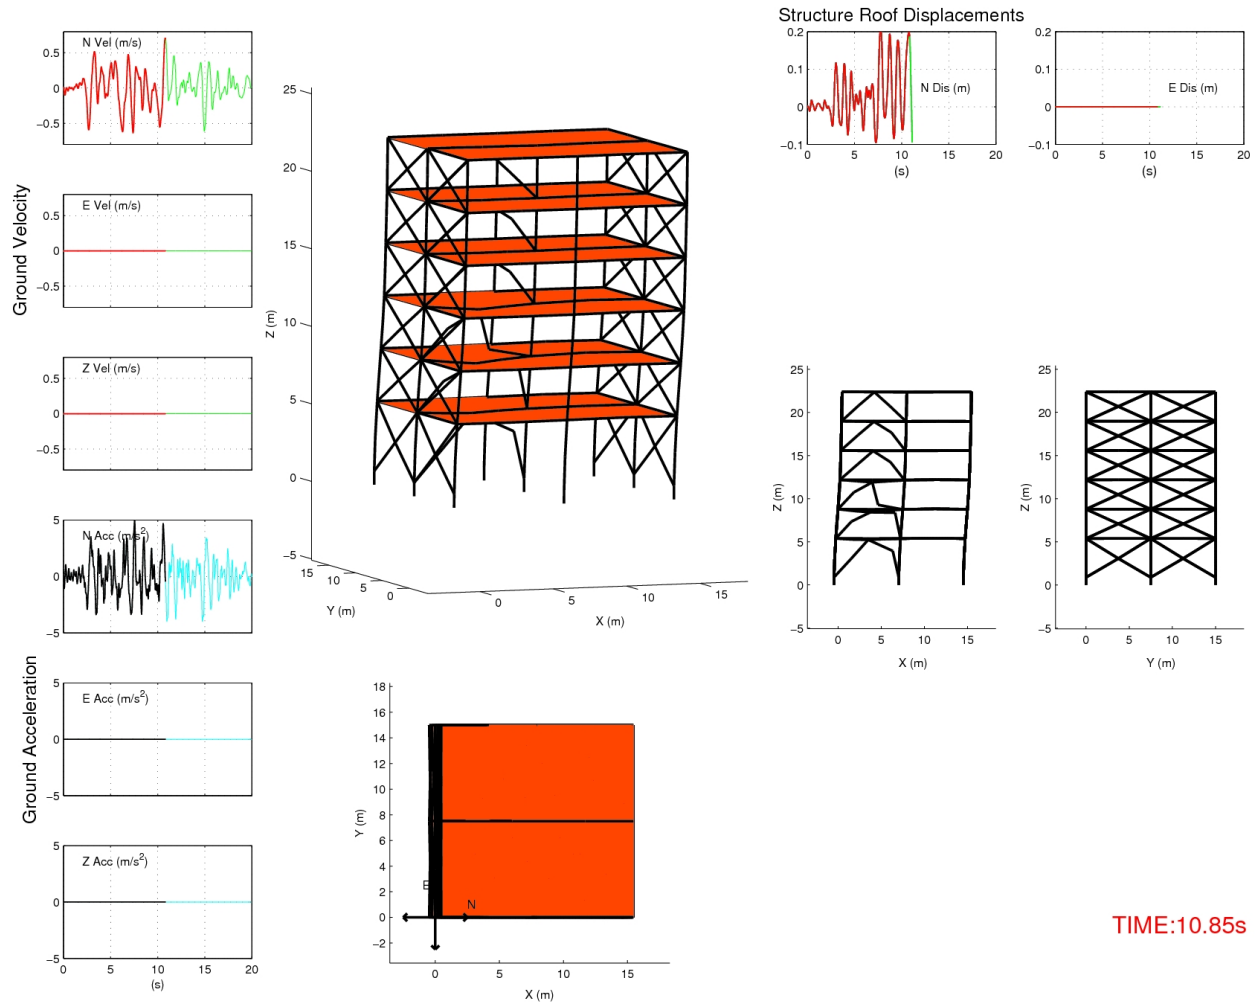 Structure Roof Displacements
Ground Velocity
N Vel (m/s)
0.5
0
−0.5
E Vel (m/s)
0.5
0
−0.5
Z Vel (m/s)
0.5
0
−0.5
Ground Acceleration
N Acc (m/s2)
5
0
−5
E Acc (m/s2)
5
0
−5
Z Acc (m/s2)
5
0
−5
0 5 10 15 20
(s)
25
20
15
10
5
0
−5
Z (m)
15 10 5 0
Y (m)
0 5 10 15
X (m)
18
16
14
12
10
8
6
4
2
0
−2
Y (m)
E
N
0 5 10 15
X (m)
0.2
0.1
0
−0.1
N Dis (m)
0 5 10 15 20
(s)
0.2
0.1
0
−0.1
E Dis (m)
0 5 10 15 20
(s)
25
20
15
10
5
0
−5
Z (m)
0 5 10 15
X (m)
25
20
15
10
5
0
−5
Z (m)
0 5 10 15
Y (m)
TIME:10.85s